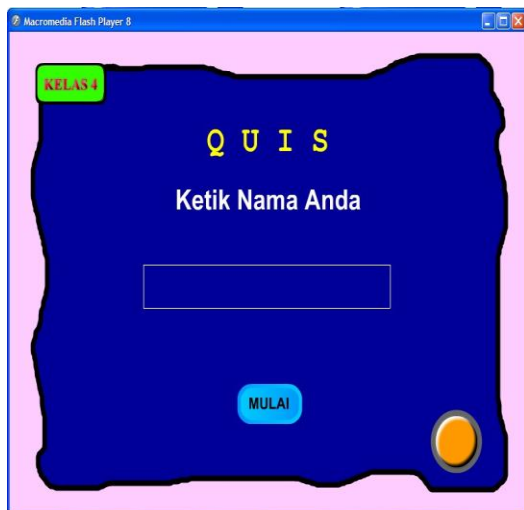 Macromedia Flash Player 8
KELAS 4
Q U I S
Ketik Nama Anda
MULAI